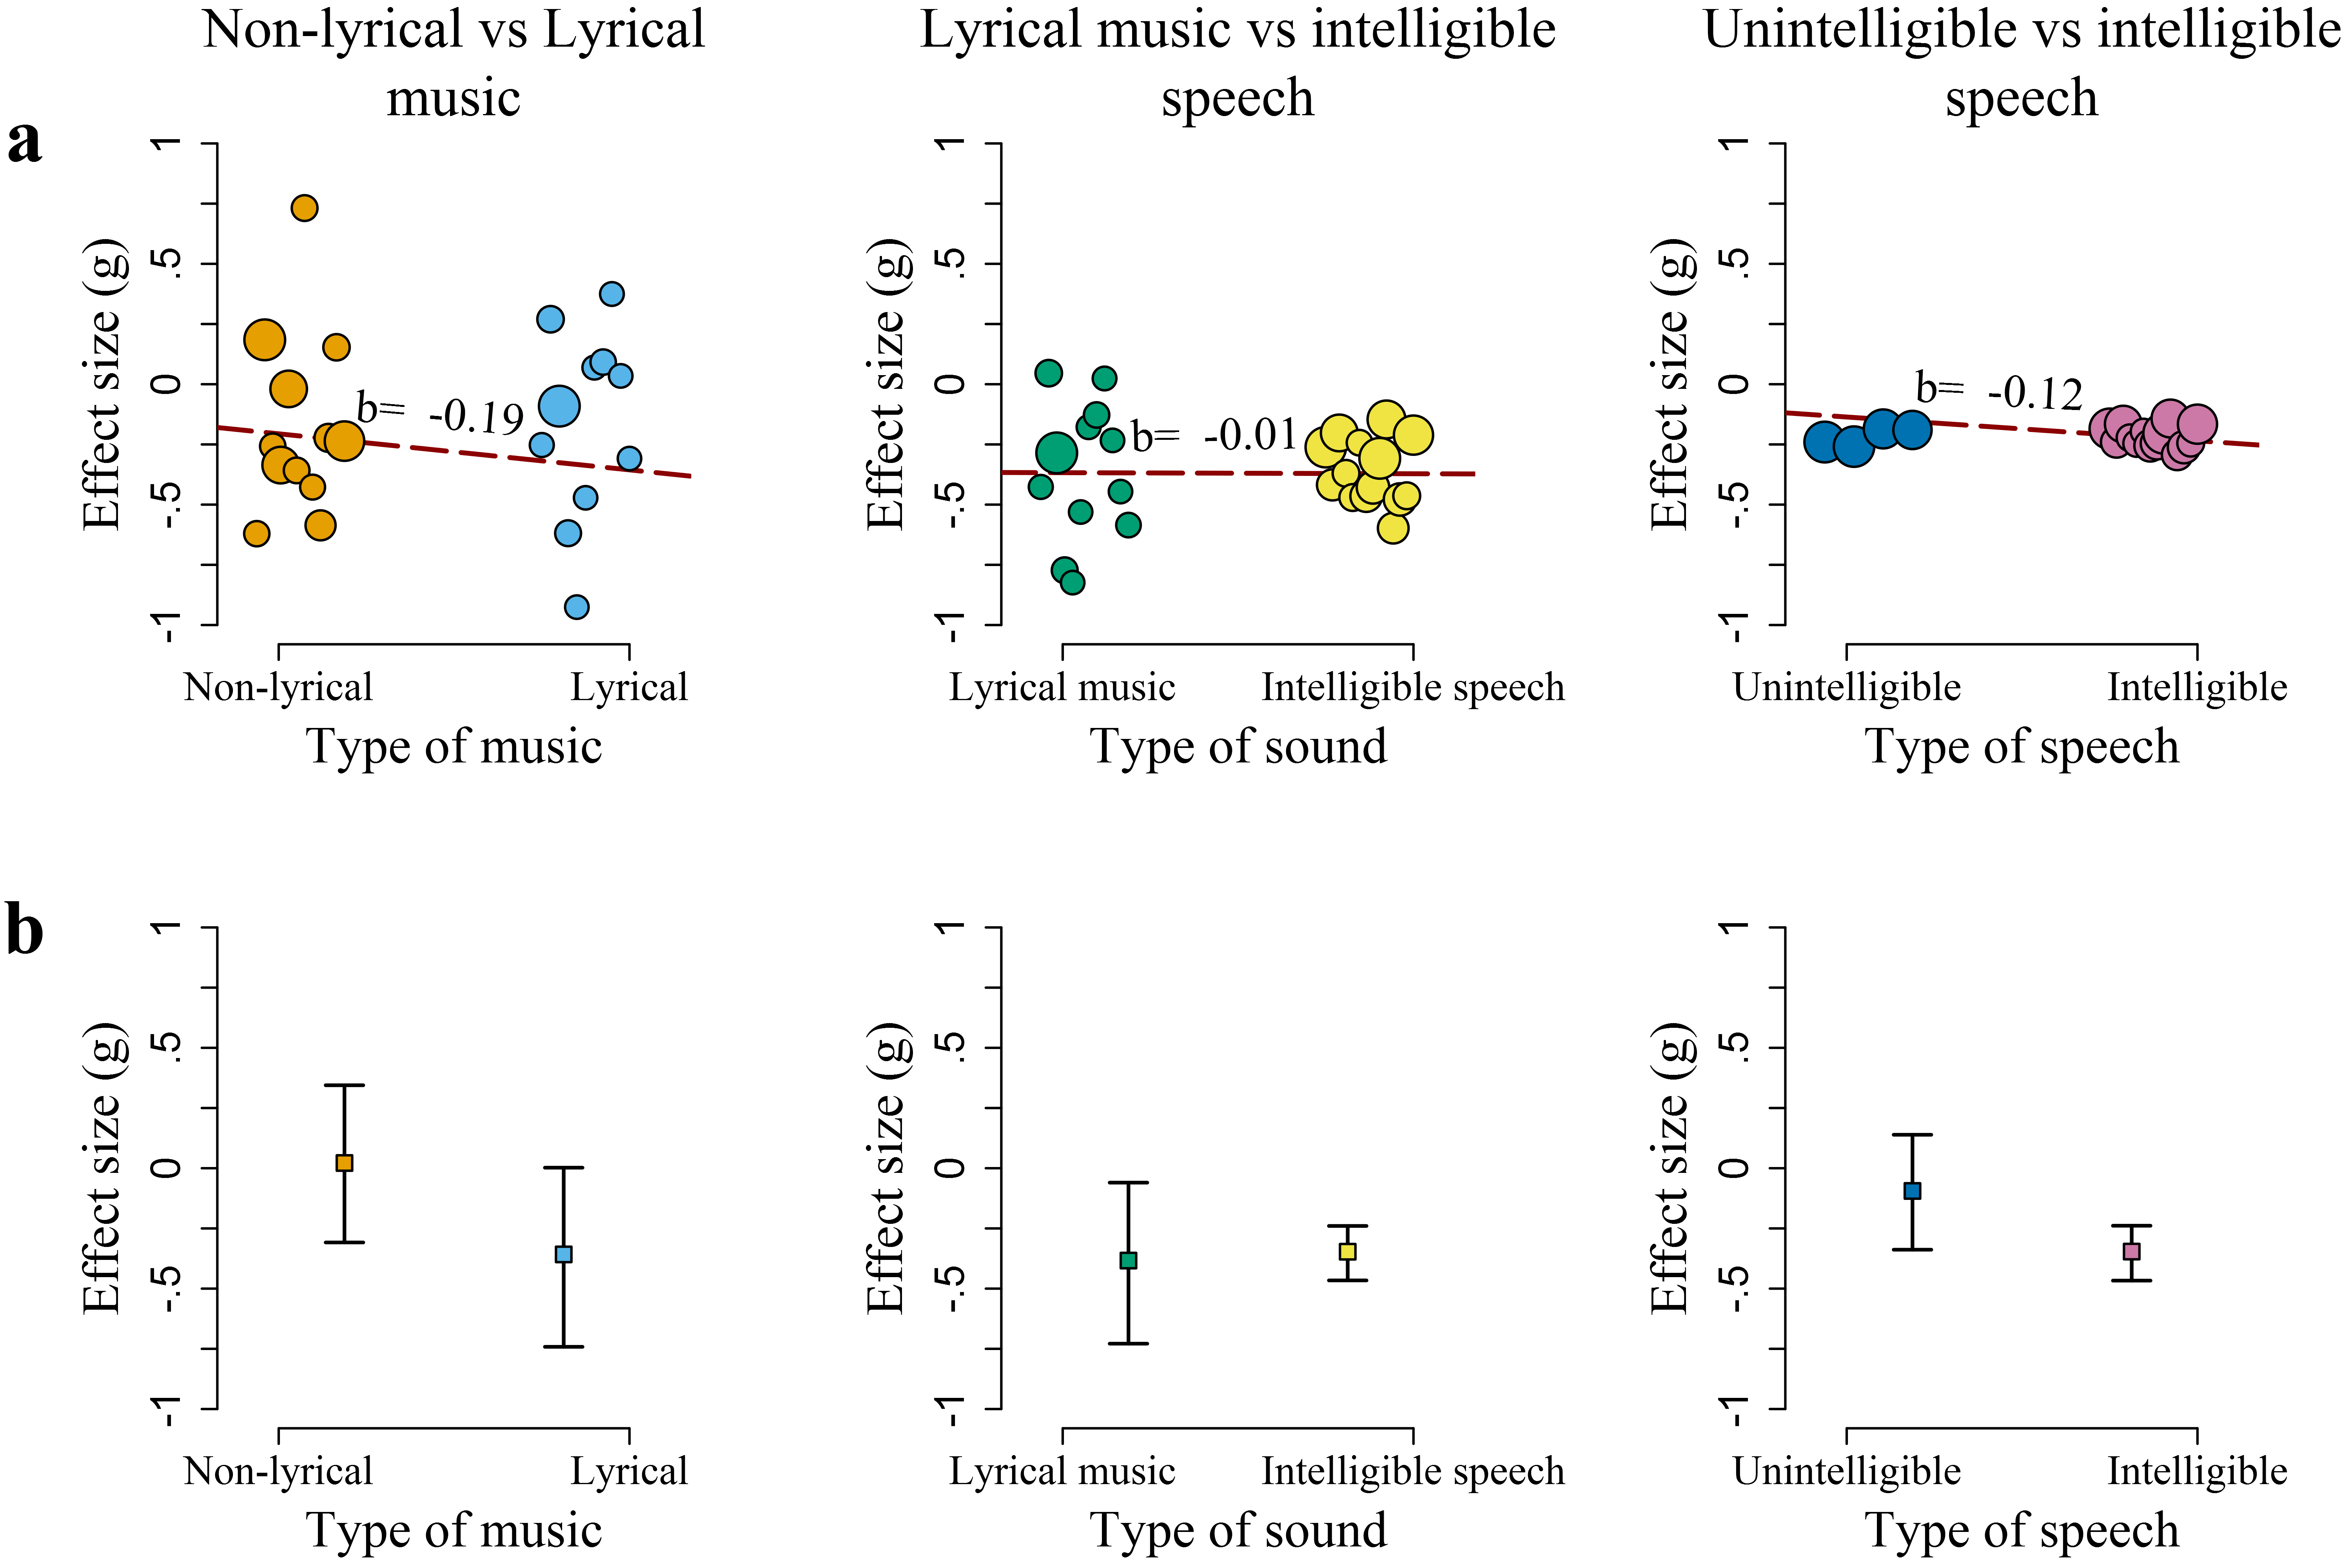 Non-lyrical vs Lyrical
music
Lyrical music vs intelligible
speech
Unintelligible vs intelligible
speech
a
Effect size (g)
1
.5
0
-.5
-1
b= -0.19
Non-lyrical
Lyrical
Type of music
Effect size (g)
1
.5
0
-.5
-1
b= -0.01
Lyrical music
Intelligible speech
Type of sound
Effect size (g)
1
.5
0
-.5
-1
b= -0.12
Unintelligible
Intelligible
Type of speech
b
Effect size (g)
1
.5
0
-.5
-1
Non-lyrical
Lyrical
Type of music
Effect size (g)
1
.5
0
-.5
-1
Lyrical music
Intelligible speech
Type of sound
Effect size (g)
1
.5
0
-.5
-1
Unintelligible
Intelligible
Type of speech